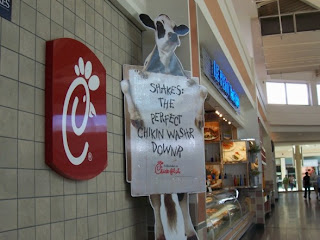 SHAKES:
THE
PERFECT
CHIKIN WASHR
DOWNR
Chick-fil-A